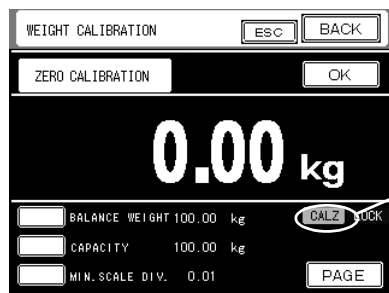 WEIGHT CALIBRATION ESC BACK
ZERO CALIBRATION OK
0.00 kg
BALANCE WEIGHT 100.00 kg CALZ LOCK
CAPACITY 100.00 kg
MIN.SCALE DIV. 0.01 PAGE